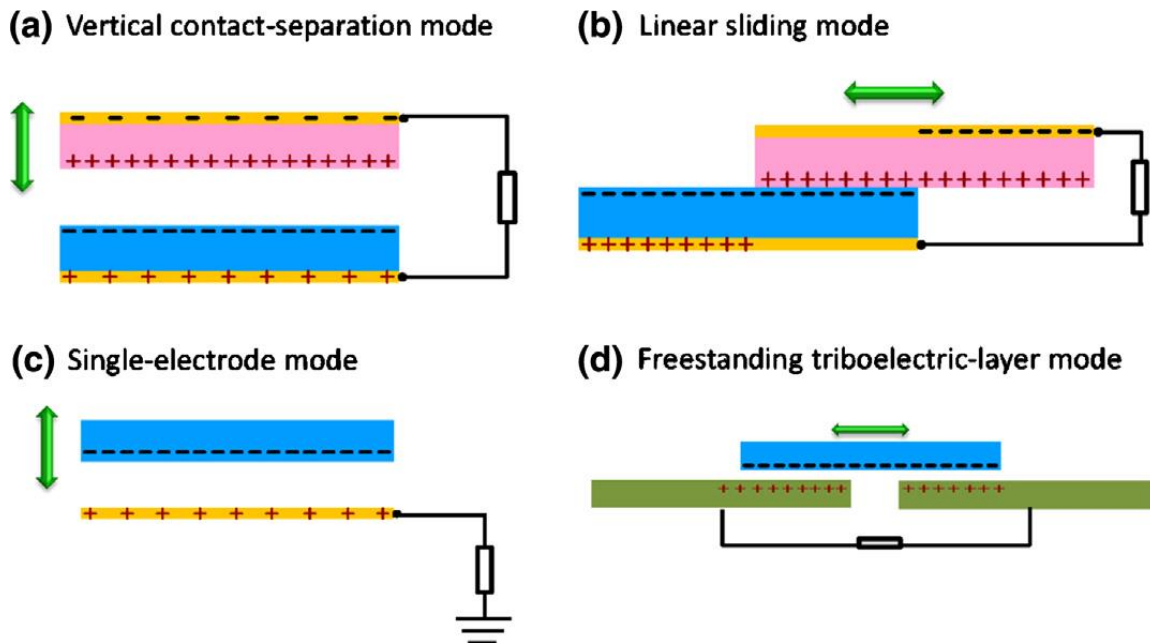 (a) Vertical contact-separation mode
(b) Linear sliding mode
(c) Single-electrode mode
(d) Freestanding triboelectric-layer mode